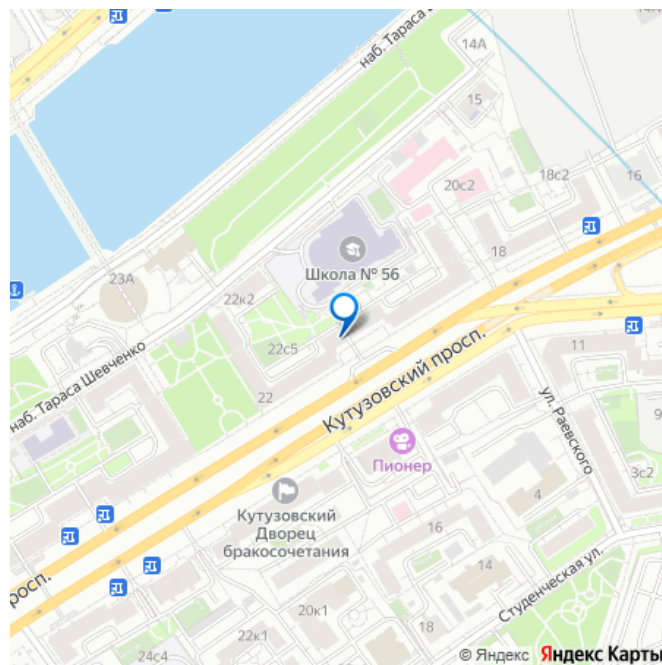 наб. Тараса
14А
15
18с2
16
20с2
18
Школа № 56
23А
22к2
22с5
наб. Тараса Шевченко
22
Кутузовский просп.
11
ул. Раевского
Пионер
3с2
4
Кутузовский
Дворец
бракосочетания
16
14
Студенческая ул.
росп.
20к1
18
22к1
24с4
© Яндекс Яндекс Карты